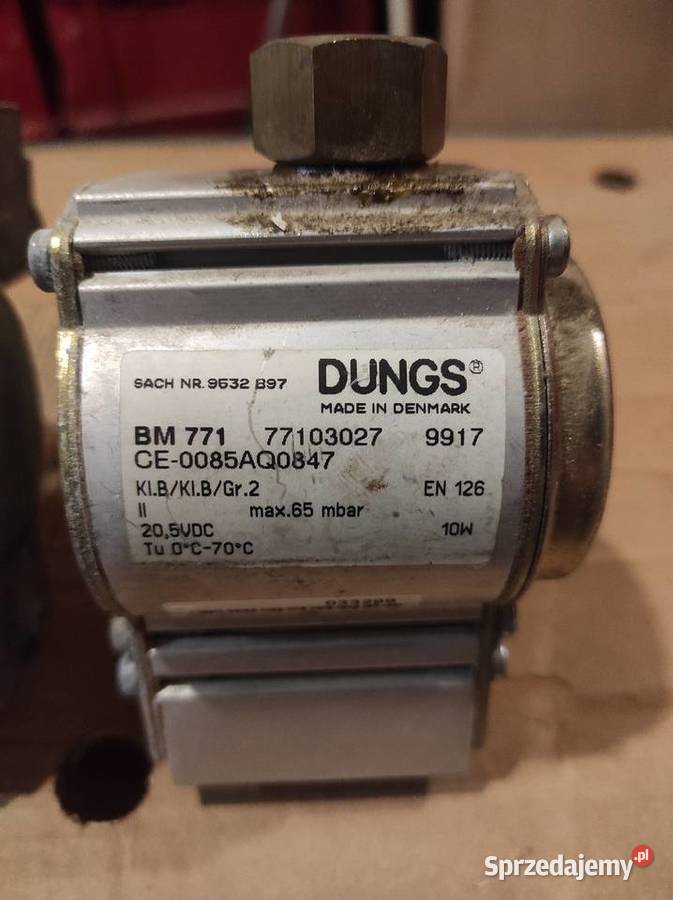 SACH NR. 9532 897 DUNGS®
MADE IN DENMARK
BM 771 77103027 9917
CE-0085AQ0847
Kl.B/Kl.B/Gr.2 EN 126
II max.65 mbar
20,5VDC 10W
Tu 0°C-70°C
Sprzedajemy.pl